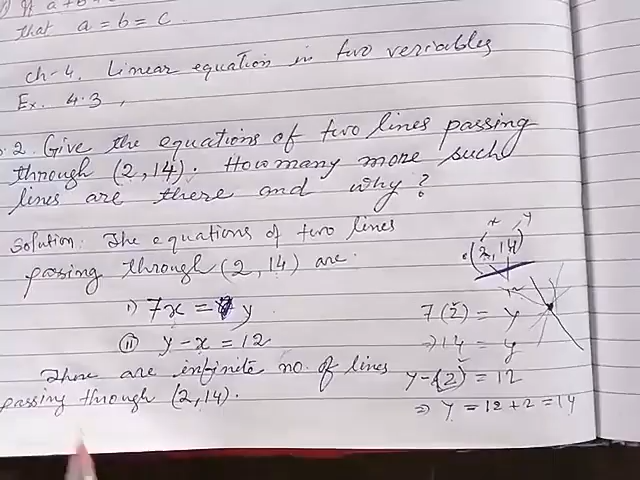 If a+b+
that a = b = c
ch-4. Linear equation in two veriables
Ex. 4.3,
2. Give the equations of two lines passing
through (2,14). How many more such
lines are there and why?
Solution: The equations of two lines
passing through (2,14) are.
i) 7x = y
(ii) y-x = 12
There are infinite no. of lines
passing through (2,14).
x y
(2,14)
7(2) = y
⇒ 14 = y
y-(2) = 12
⇒ y = 12+2 = 14